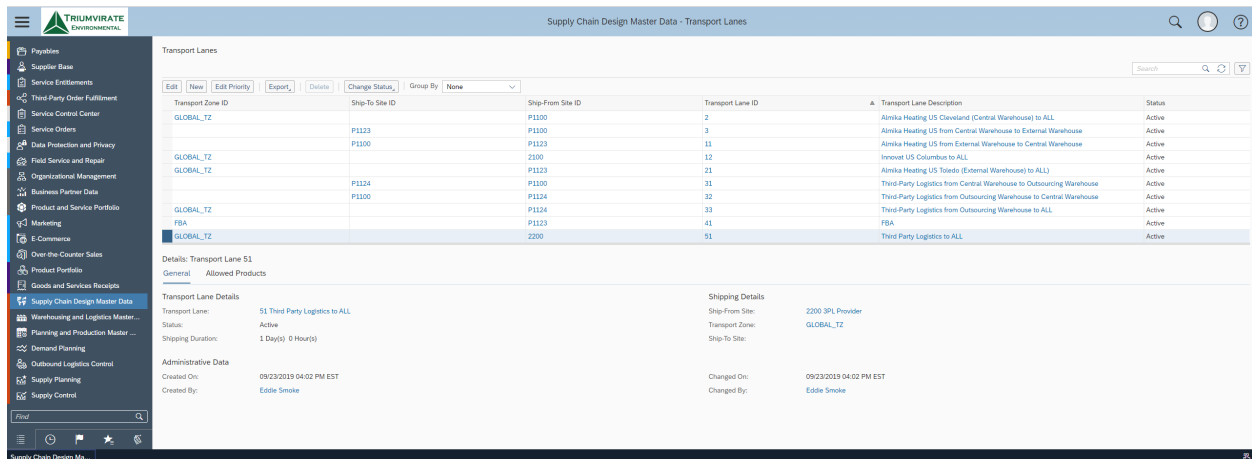 TRIUMVIRATE
ENVIRONMENTAL
Supply Chain Design Master Data - Transport Lanes
Payables
Supplier Base
Service Entitlements
Third-Party Order Fulfillment
Service Control Center
Service Orders
Data Protection and Privacy
Field Service and Repair
Organizational Management
Business Partner Data
Product and Service Portfolio
Marketing
E-Commerce
Over-the-Counter Sales
Product Portfolio
Goods and Services Receipts
Supply Chain Design Master Data
Warehousing and Logistics Master...
Planning and Production Master ...
Demand Planning
Outbound Logistics Control
Supply Planning
Supply Control
Find
Supply Chain Design Ma...
Transport Lanes
Search
Edit New Edit Priority Export Delete Change Status Group By None
Transport Zone ID Ship-To Site ID Ship-From Site ID Transport Lane ID Transport Lane Description Status
GLOBAL_TZ P1100 2 Almika Heating US Cleveland (Central Warehouse) to ALL Active
P1123 P1100 3 Almika Heating US from Central Warehouse to External Warehouse Active
P1100 P1123 11 Almika Heating US from External Warehouse to Central Warehouse Active
GLOBAL_TZ 2100 12 Innovat US Columbus to ALL Active
GLOBAL_TZ P1123 21 Almika Heating US Toledo (External Warehouse) to ALL) Active
P1124 P1100 31 Third-Party Logistics from Central Warehouse to Outsourcing Warehouse Active
P1100 P1124 32 Third-Party Logistics from Outsourcing Warehouse to Central Warehouse Active
GLOBAL_TZ P1124 33 Third-Party Logistics from Outsourcing Warehouse to ALL Active
FBA P1123 41 FBA Active
GLOBAL_TZ 2200 51 Third Party Logistics to ALL Active
Details: Transport Lane 51
General Allowed Products
Transport Lane Details
Transport Lane: 51 Third Party Logistics to ALL
Status: Active
Shipping Duration: 1 Day(s) 0 Hour(s)
Shipping Details
Ship-From Site: 2200 3PL Provider
Transport Zone: GLOBAL_TZ
Ship-To Site:
Administrative Data
Created On: 09/23/2019 04:02 PM EST
Created By: Eddie Smoke
Changed On: 09/23/2019 04:02 PM EST
Changed By: Eddie Smoke